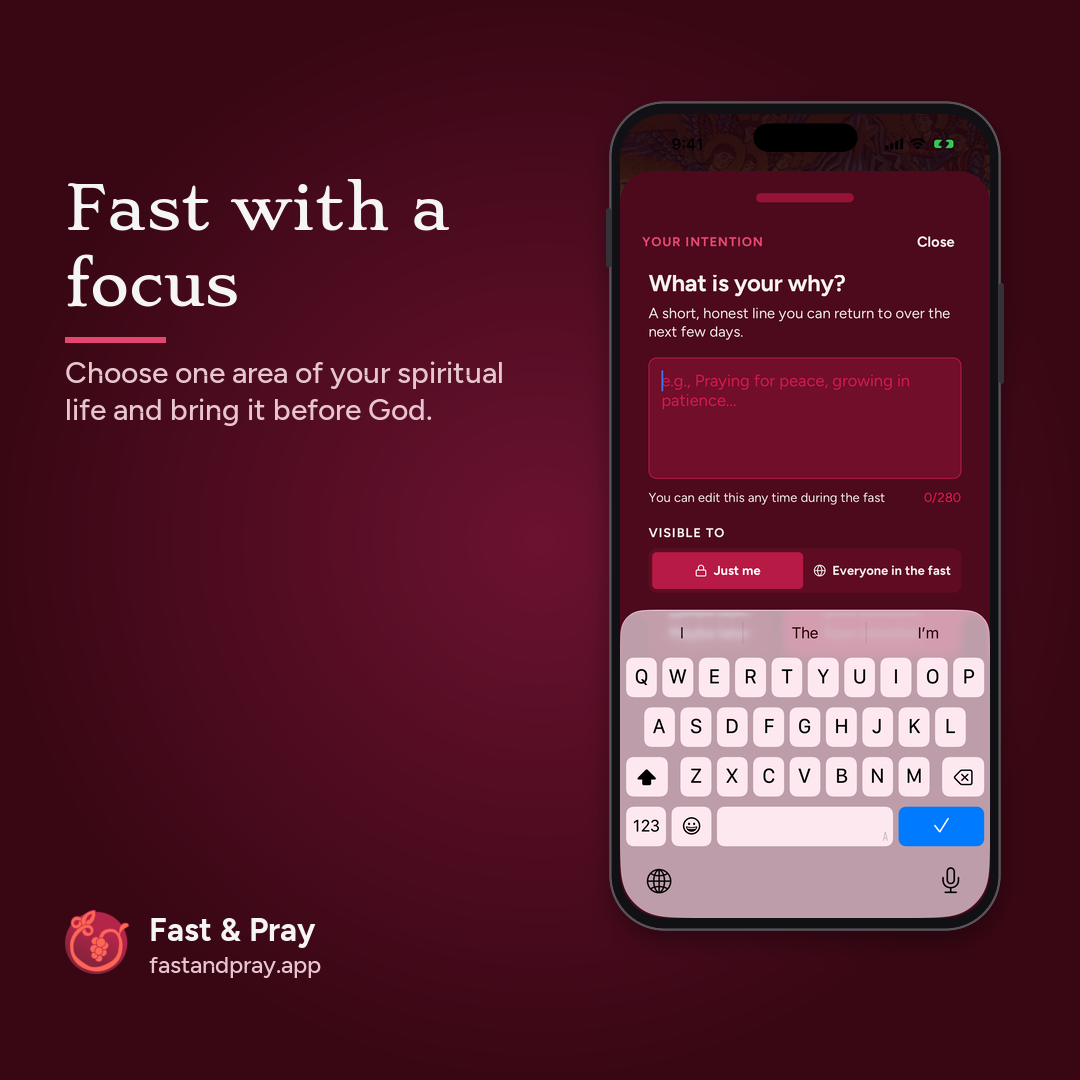 Fast with a
focus
Choose one area of your spiritual
life and bring it before God.
9:41
YOUR INTENTION
Close
What is your why?
A short, honest line you can return to over the
next few days.
e.g., Praying for peace, growing in
patience...
You can edit this any time during the fast
0/280
VISIBLE TO
Just me
Everyone in the fast
I
The
I'm
Q W E R T Y U I O P
A S D F G H J K L
Z X C V B N M
123
A
Fast & Pray
fastandpray.app